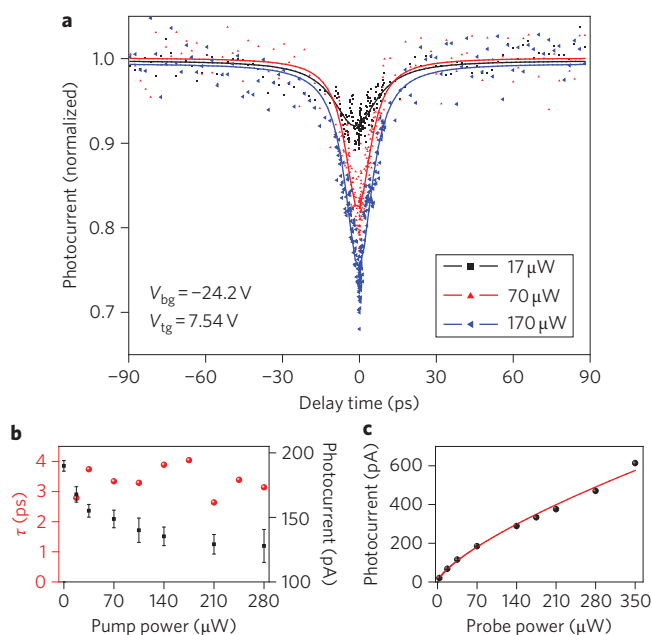 a
Photocurrent (normalized)
1.0
0.9
0.8
0.7
V_bg = −24.2 V
V_tg = 7.54 V
17 μW
70 μW
170 μW
−90 −60 −30 0 30 60 90
Delay time (ps)
b
τ (ps)
4
3
2
1
0
200
150
100
Photocurrent (pA)
0 70 140 210 280
Pump power (μW)
c
Photocurrent (pA)
600
400
200
0
0 70 140 210 280 350
Probe power (μW)